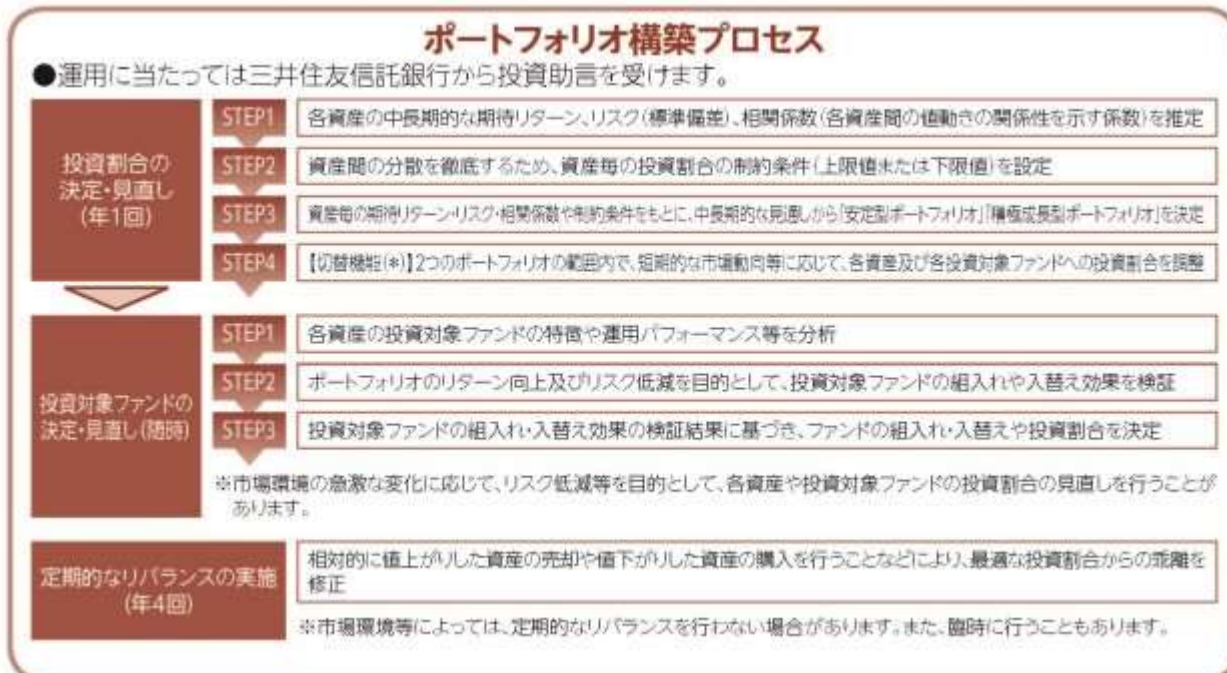 ポートフォリオ構築プロセス
●運用に当たっては三井住友信託銀行から投資助言を受けます。
投資割合の
決定・見直し
(年1回)
STEP1
各資産の中長期的な期待リターン、リスク(標準偏差)、相関係数(各資産間の値動きの関係性を示す係数)を推定
STEP2
資産間の分散を徹底するため、資産毎の投資割合の制約条件(上限値または下限値)を設定
STEP3
資産毎の期待リターン・リスク・相関係数や制約条件をもとに、中長期的な見通しから「安定型ポートフォリオ」「積極成長型ポートフォリオ」を決定
STEP4
【切替機能(*)】2つのポートフォリオの範囲内で、短期的な市場動向等に応じて、各資産及び各投資対象ファンドへの投資割合を調整
投資対象ファンドの
決定・見直し(随時)
STEP1
各資産の投資対象ファンドの特徴や運用パフォーマンス等を分析
STEP2
ポートフォリオのリターン向上及びリスク低減を目的として、投資対象ファンドの組入れや入替え効果を検証
STEP3
投資対象ファンドの組入れ・入替え効果の検証結果に基づき、ファンドの組入れ・入替えや投資割合を決定
※市場環境の急激な変化に応じて、リスク低減等を目的として、各資産や投資対象ファンドの投資割合の見直しを行うことが
あります。
定期的なリバランスの実施
(年4回)
相対的に値上がりした資産の売却や値下がりした資産の購入を行うことなどにより、最適な投資割合からの乖離を
修正
※市場環境等によっては、定期的なリバランスを行わない場合があります。また、臨時に行うこともあります。